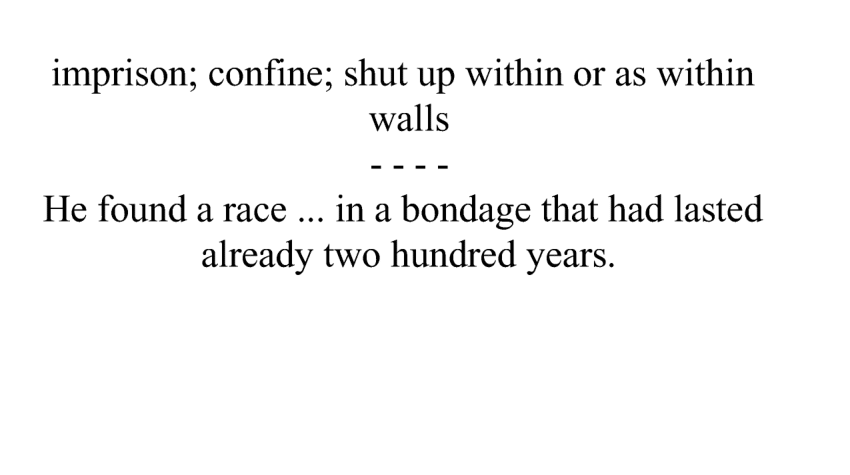 imprison; confine; shut up within or as within
walls
- - - -
He found a race ... in a bondage that had lasted
already two hundred years.